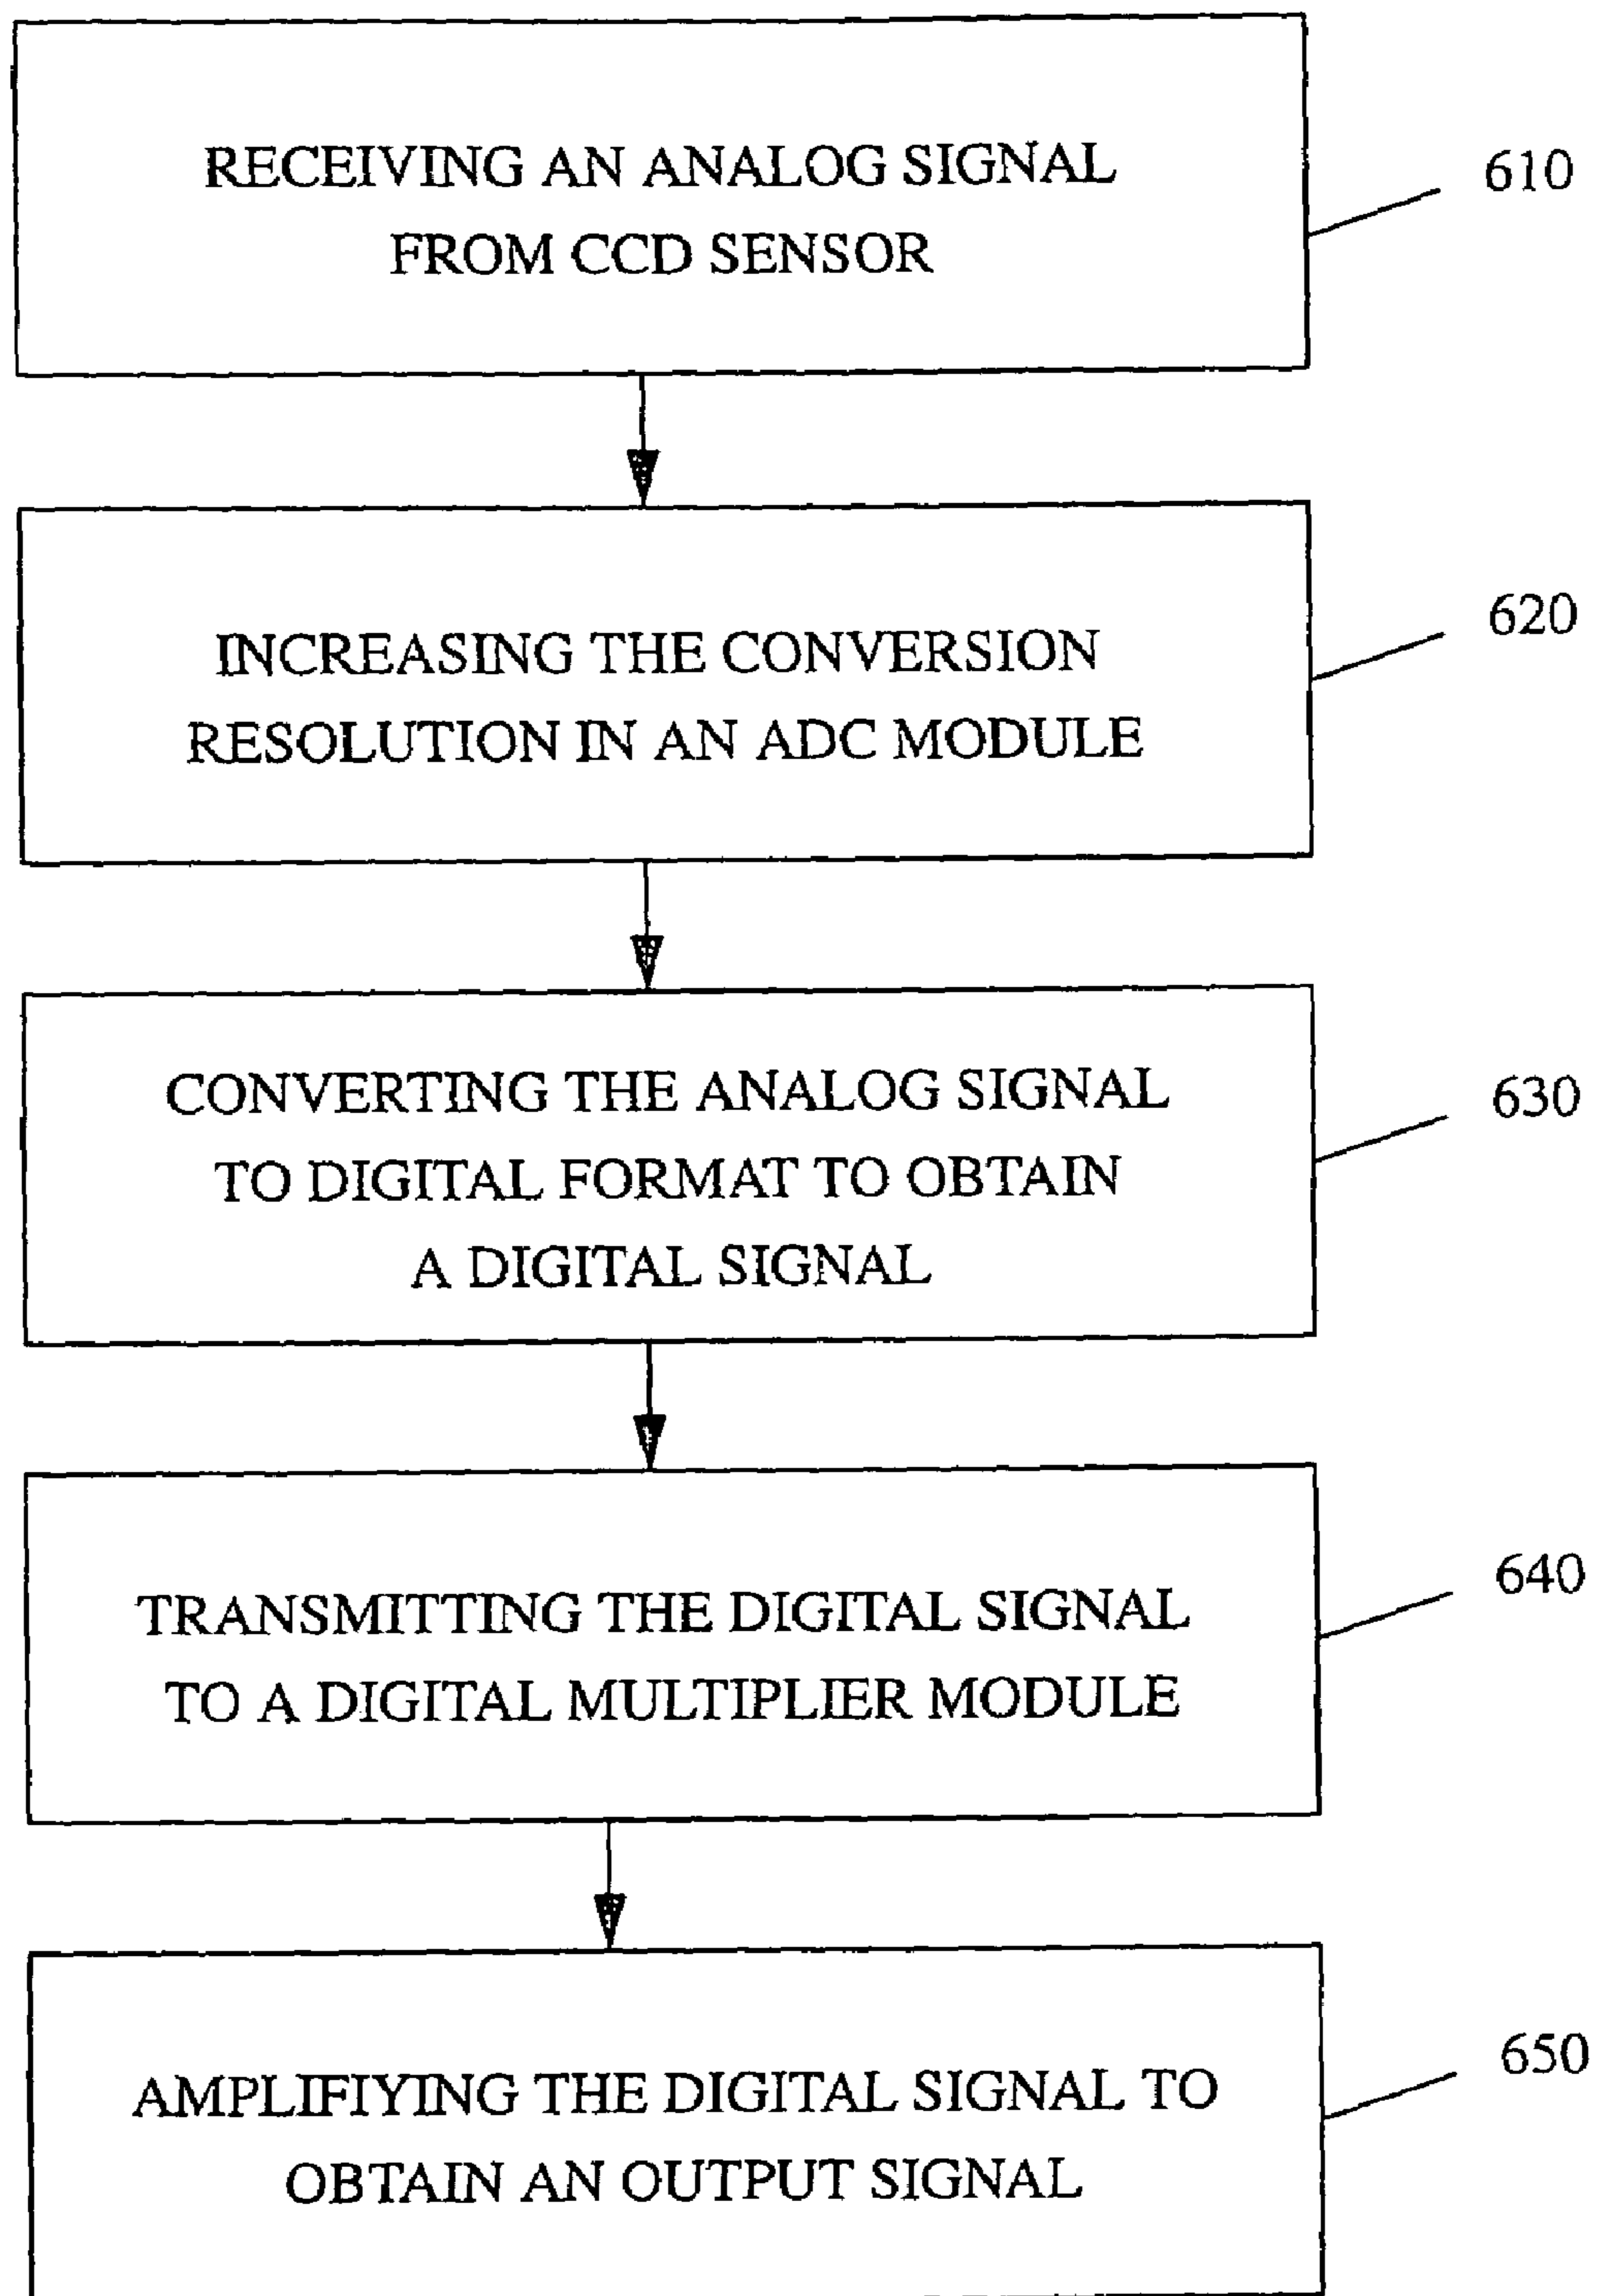 RECEIVING AN ANALOG SIGNAL
FROM CCD SENSOR
610
INCREASING THE CONVERSION
RESOLUTION IN AN ADC MODULE
620
CONVERTING THE ANALOG SIGNAL
TO DIGITAL FORMAT TO OBTAIN
A DIGITAL SIGNAL
630
TRANSMITTING THE DIGITAL SIGNAL
TO A DIGITAL MULTIPLIER MODULE
640
AMPLIFIYING THE DIGITAL SIGNAL TO
OBTAIN AN OUTPUT SIGNAL
650